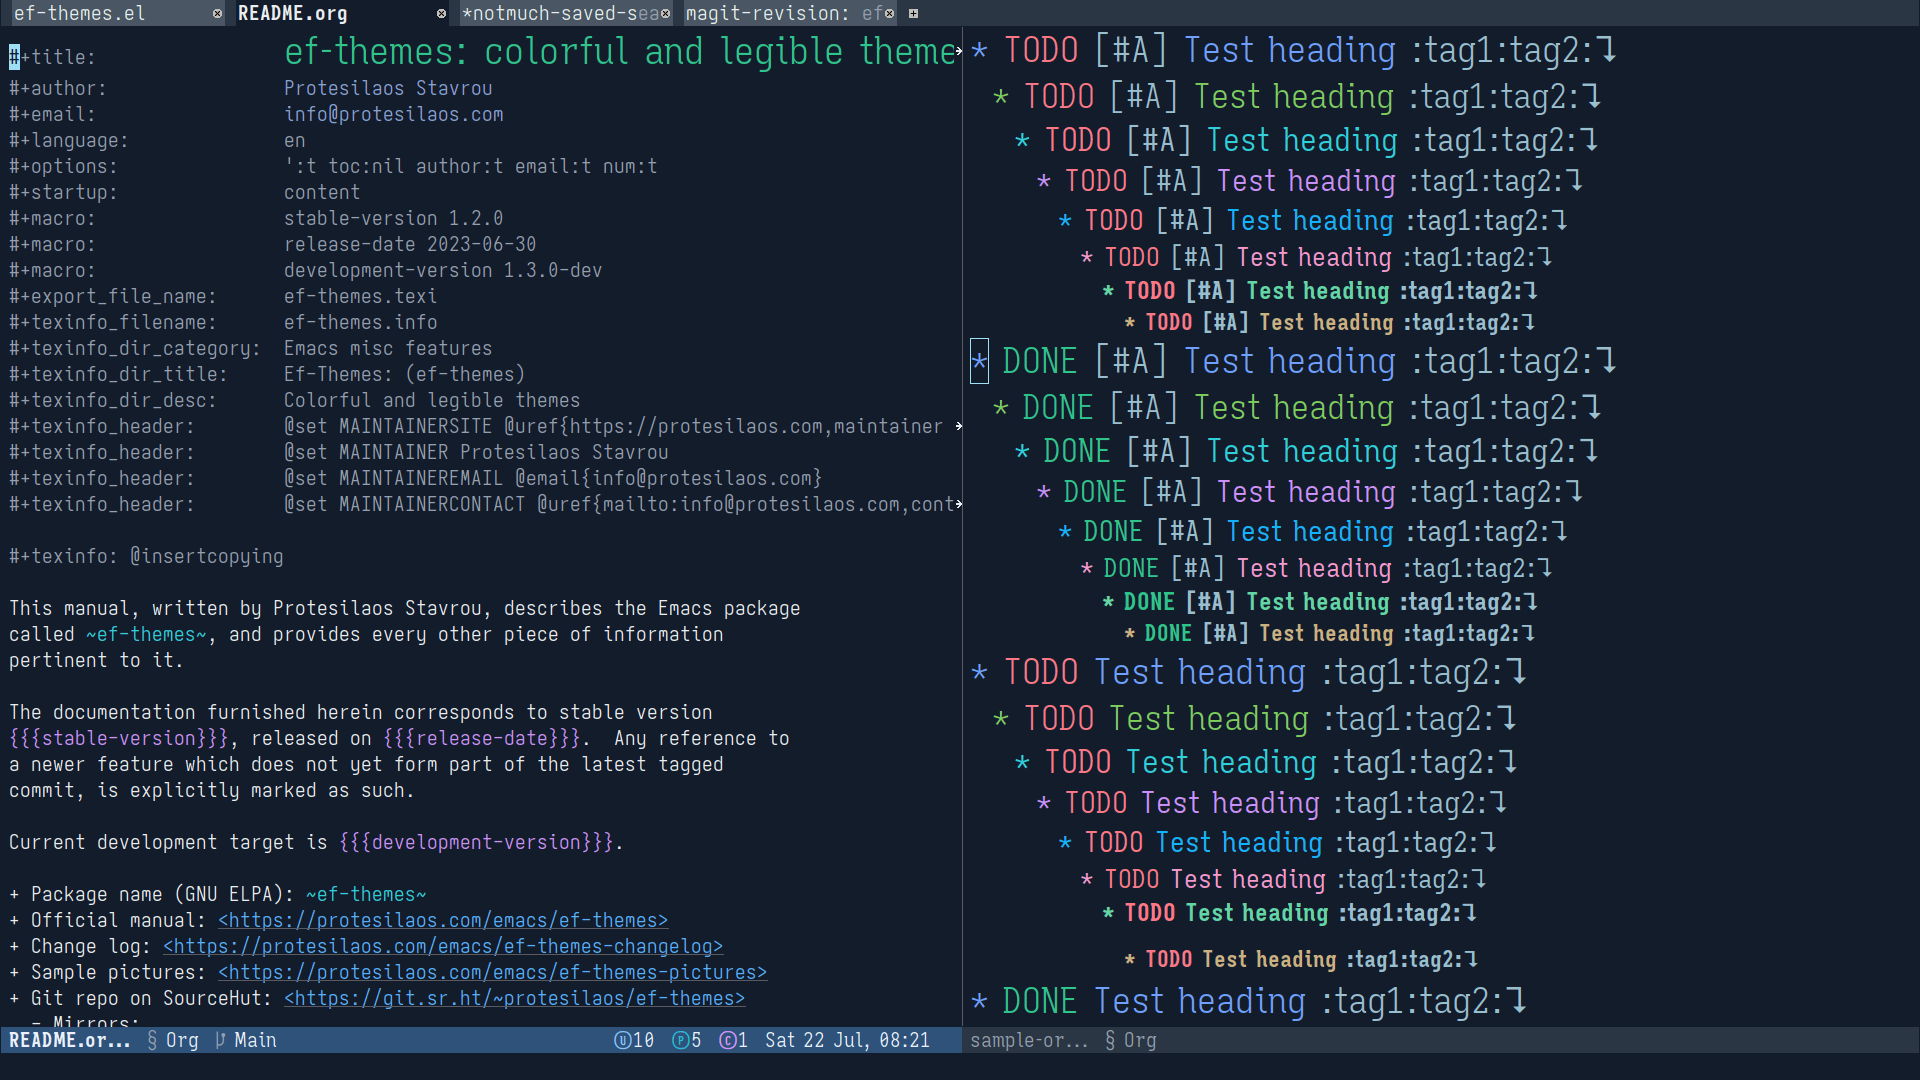 ef-themes.el
README.org
*notmuch-saved-sea
magit-revision: ef
#+title: ef-themes: colorful and legible theme
#+author: Protesilaos Stavrou
#+email: info@protesilaos.com
#+language: en
#+options: ':t toc:nil author:t email:t num:t
#+startup: content
#+macro: stable-version 1.2.0
#+macro: release-date 2023-06-30
#+macro: development-version 1.3.0-dev
#+export_file_name: ef-themes.texi
#+texinfo_filename: ef-themes.info
#+texinfo_dir_category: Emacs misc features
#+texinfo_dir_title: Ef-Themes: (ef-themes)
#+texinfo_dir_desc: Colorful and legible themes
#+texinfo_header: @set MAINTAINERSITE @uref{https://protesilaos.com,maintainer
#+texinfo_header: @set MAINTAINER Protesilaos Stavrou
#+texinfo_header: @set MAINTAINEREMAIL @email{info@protesilaos.com}
#+texinfo_header: @set MAINTAINERCONTACT @uref{mailto:info@protesilaos.com,cont
#+texinfo: @insertcopying
This manual, written by Protesilaos Stavrou, describes the Emacs package
called ~ef-themes~, and provides every other piece of information
pertinent to it.
The documentation furnished herein corresponds to stable version
{{{stable-version}}}, released on {{{release-date}}}.  Any reference to
a newer feature which does not yet form part of the latest tagged
commit, is explicitly marked as such.
Current development target is {{{development-version}}}.
+ Package name (GNU ELPA): ~ef-themes~
+ Official manual: <https://protesilaos.com/emacs/ef-themes>
+ Change log: <https://protesilaos.com/emacs/ef-themes-changelog>
+ Sample pictures: <https://protesilaos.com/emacs/ef-themes-pictures>
+ Git repo on SourceHut: <https://git.sr.ht/~protesilaos/ef-themes>
- Mirrors:
README.or... § Org Main U10 P5 C1 Sat 22 Jul, 08:21
* TODO [#A] Test heading :tag1:tag2:⤵
* TODO [#A] Test heading :tag1:tag2:⤵
* TODO [#A] Test heading :tag1:tag2:⤵
* TODO [#A] Test heading :tag1:tag2:⤵
* TODO [#A] Test heading :tag1:tag2:⤵
* TODO [#A] Test heading :tag1:tag2:⤵
* TODO [#A] Test heading :tag1:tag2:⤵
* TODO [#A] Test heading :tag1:tag2:⤵
* DONE [#A] Test heading :tag1:tag2:⤵
* DONE [#A] Test heading :tag1:tag2:⤵
* DONE [#A] Test heading :tag1:tag2:⤵
* DONE [#A] Test heading :tag1:tag2:⤵
* DONE [#A] Test heading :tag1:tag2:⤵
* DONE [#A] Test heading :tag1:tag2:⤵
* DONE [#A] Test heading :tag1:tag2:⤵
* DONE [#A] Test heading :tag1:tag2:⤵
* TODO Test heading :tag1:tag2:⤵
* TODO Test heading :tag1:tag2:⤵
* TODO Test heading :tag1:tag2:⤵
* TODO Test heading :tag1:tag2:⤵
* TODO Test heading :tag1:tag2:⤵
* TODO Test heading :tag1:tag2:⤵
* TODO Test heading :tag1:tag2:⤵
* TODO Test heading :tag1:tag2:⤵
* DONE Test heading :tag1:tag2:⤵
sample-or... § Org